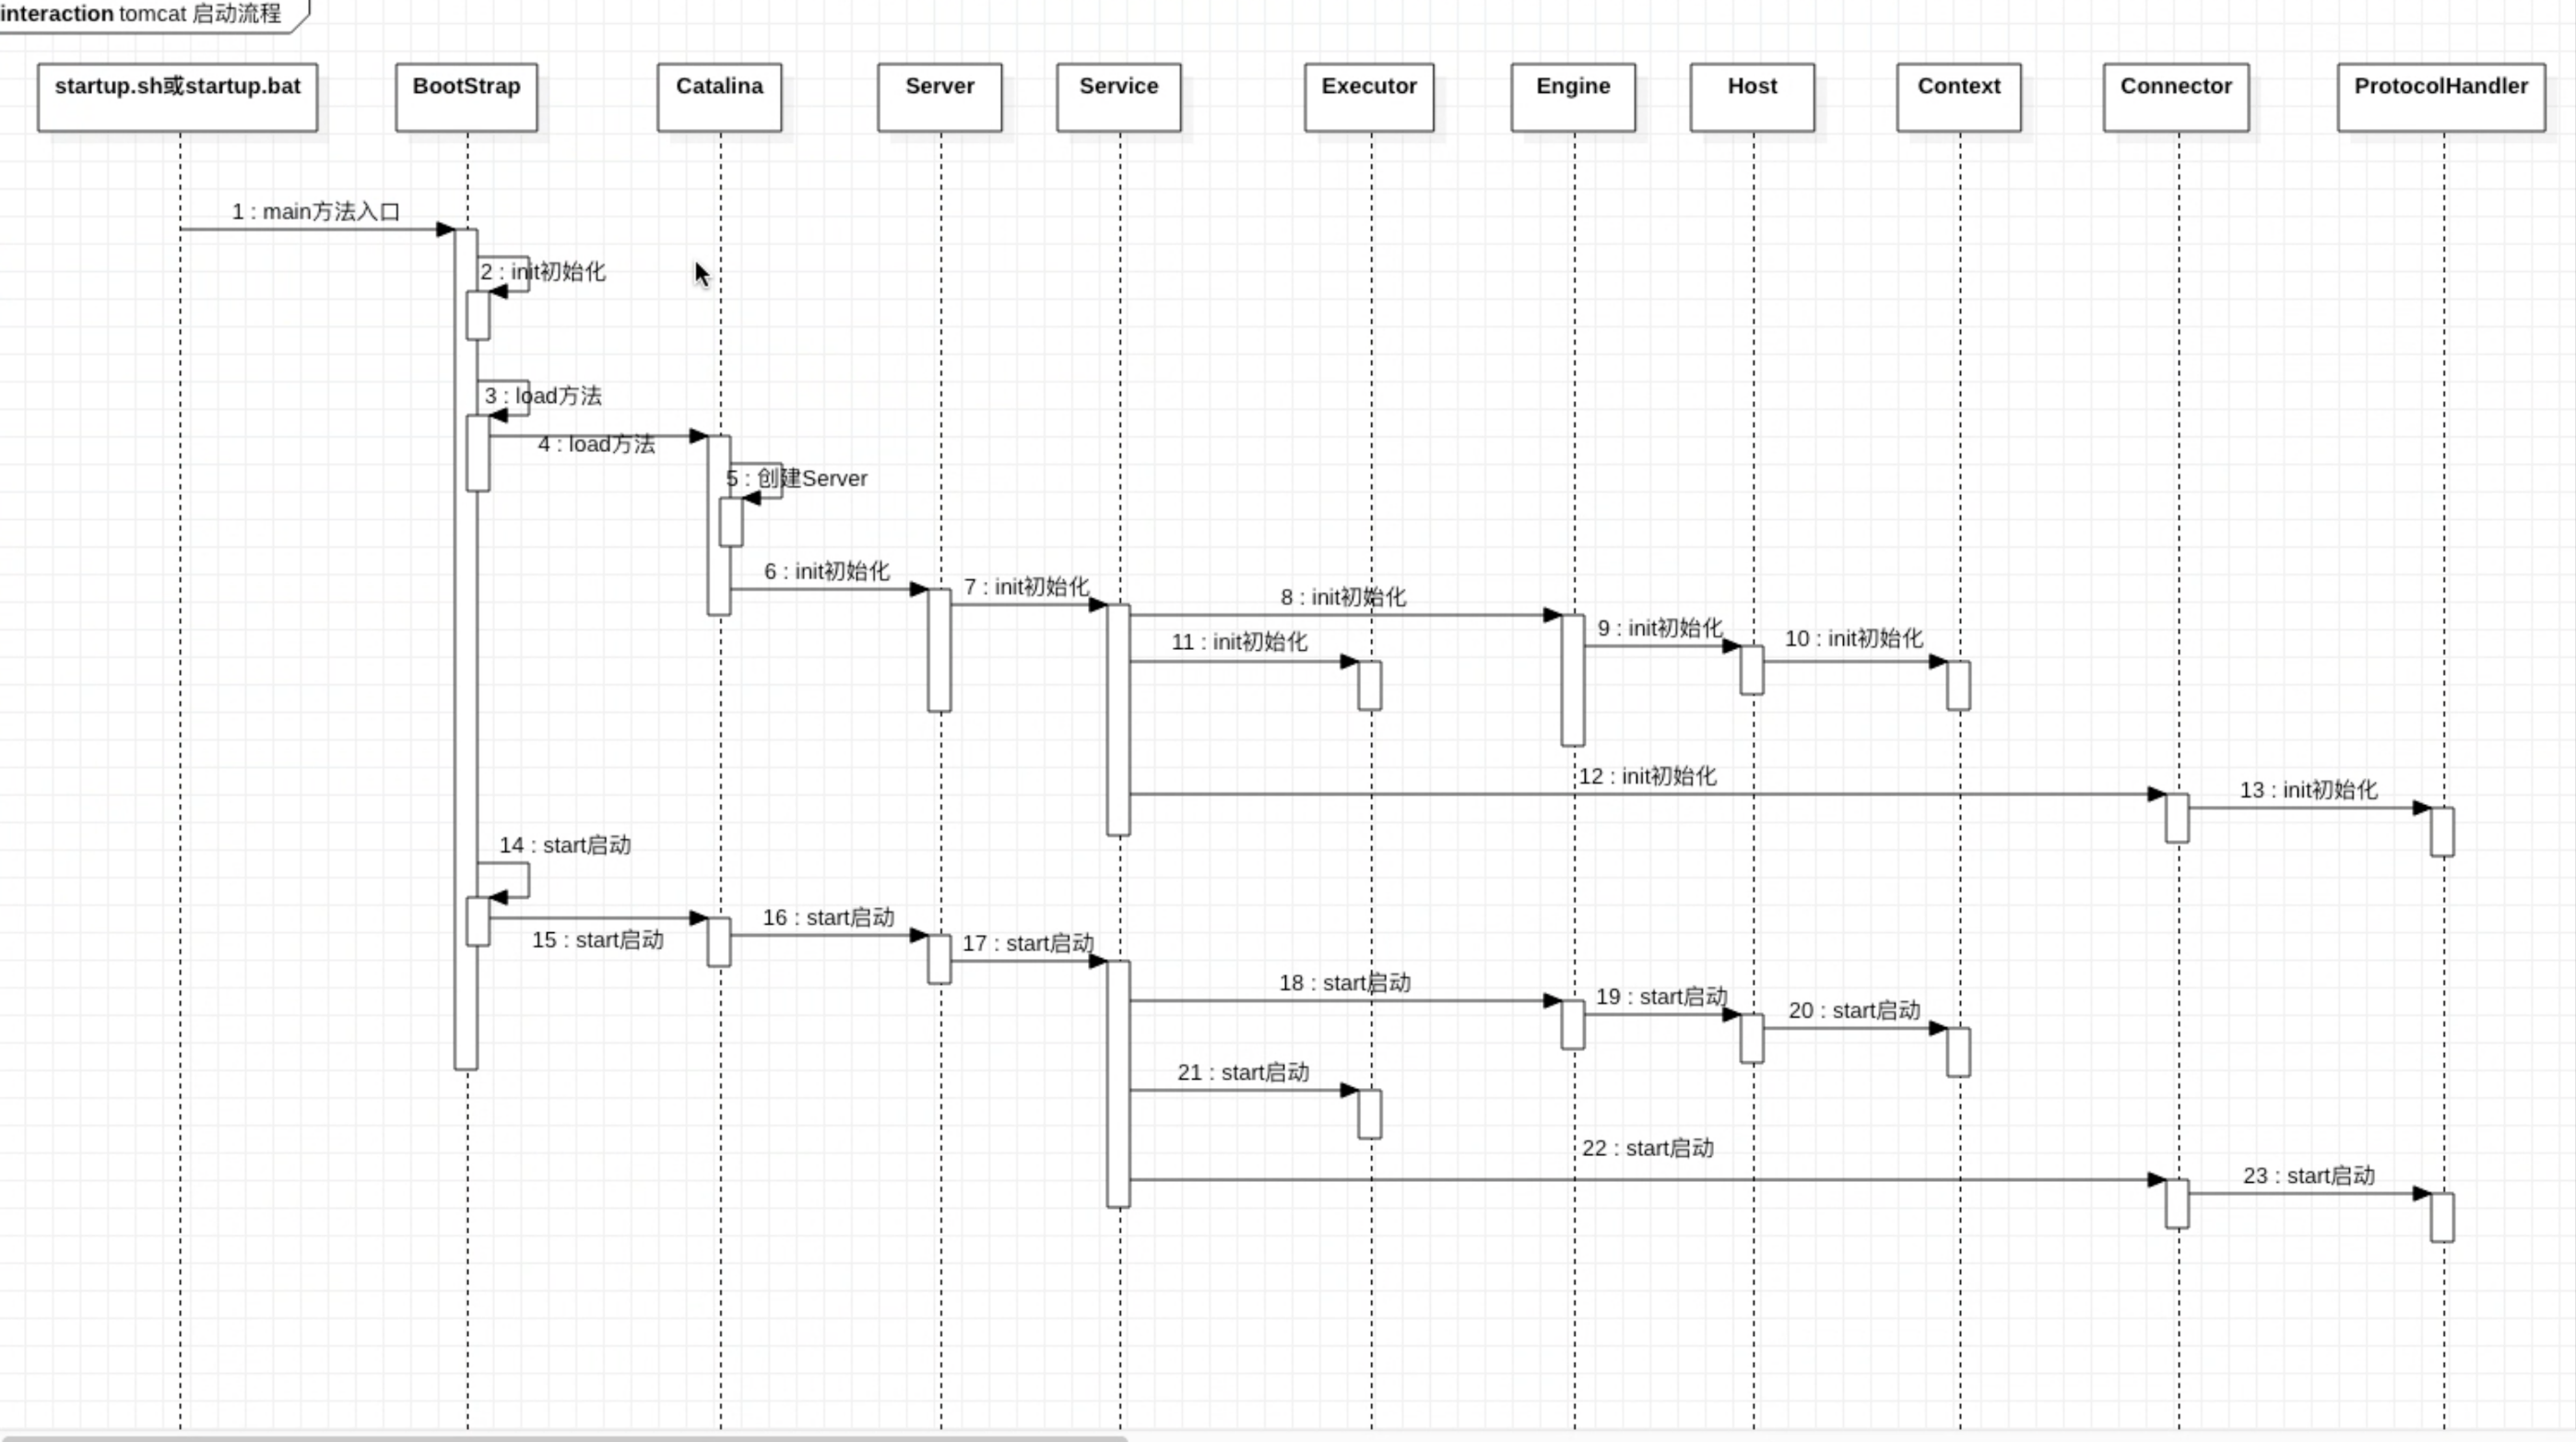 interaction tomcat 启动流程
startup.sh或startup.bat
BootStrap
Catalina
Server
Service
Executor
Engine
Host
Context
Connector
ProtocolHandler
1 : main方法入口
2 : init初始化
3 : load方法
4 : load方法
5 : 创建Server
6 : init初始化
7 : init初始化
8 : init初始化
9 : init初始化
10 : init初始化
11 : init初始化
12 : init初始化
13 : init初始化
14 : start启动
15 : start启动
16 : start启动
17 : start启动
18 : start启动
19 : start启动
20 : start启动
21 : start启动
22 : start启动
23 : start启动